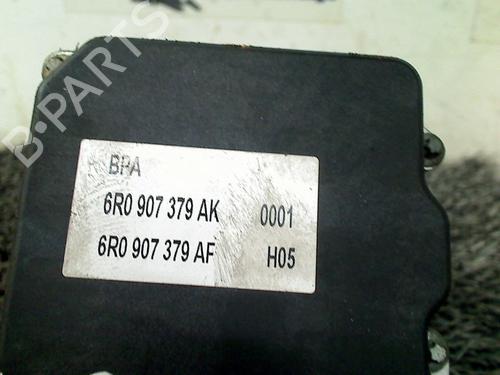 B-PARTS
BPA
6R0 907 379 AK 0001
6R0 907 379 AF H05